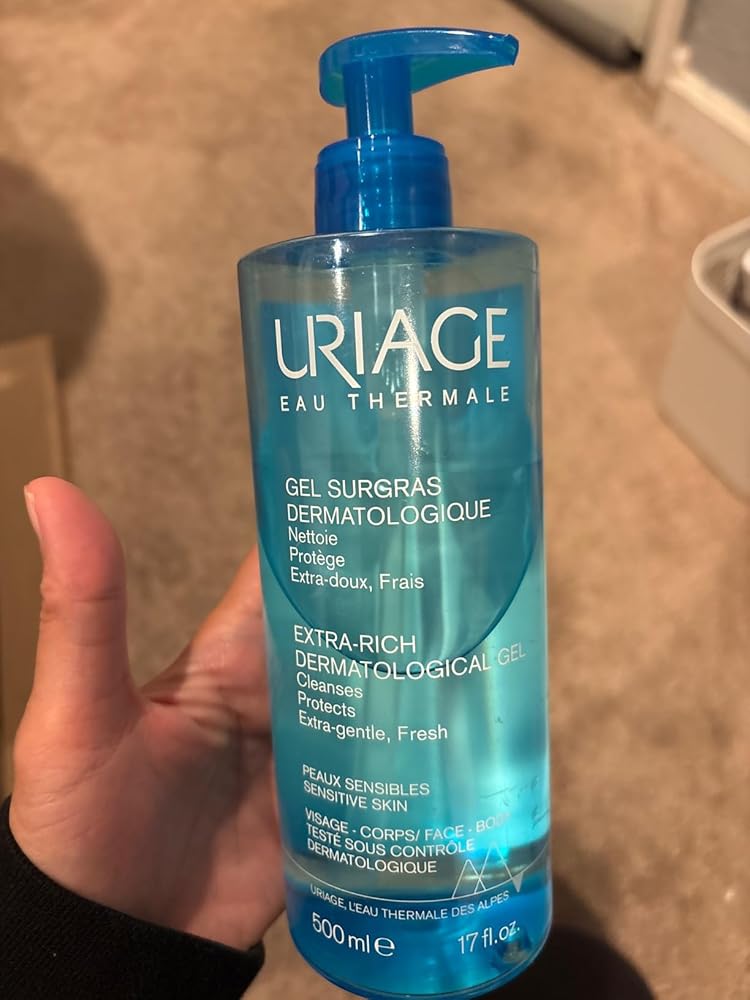 URIAGE
EAU THERMALE
GEL SURGRAS
DERMATOLOGIQUE
Nettoie
Protège
Extra-doux, Frais
EXTRA-RICH
DERMATOLOGICAL GEL
Cleanses
Protects
Extra-gentle, Fresh
PEAUX SENSIBLES
SENSITIVE SKIN
VISAGE - CORPS/ FACE - BODY
TESTÉ SOUS CONTRÔLE
DERMATOLOGIQUE
URIAGE, L'EAU THERMALE DES ALPES
500 ml e 17 fl.oz.